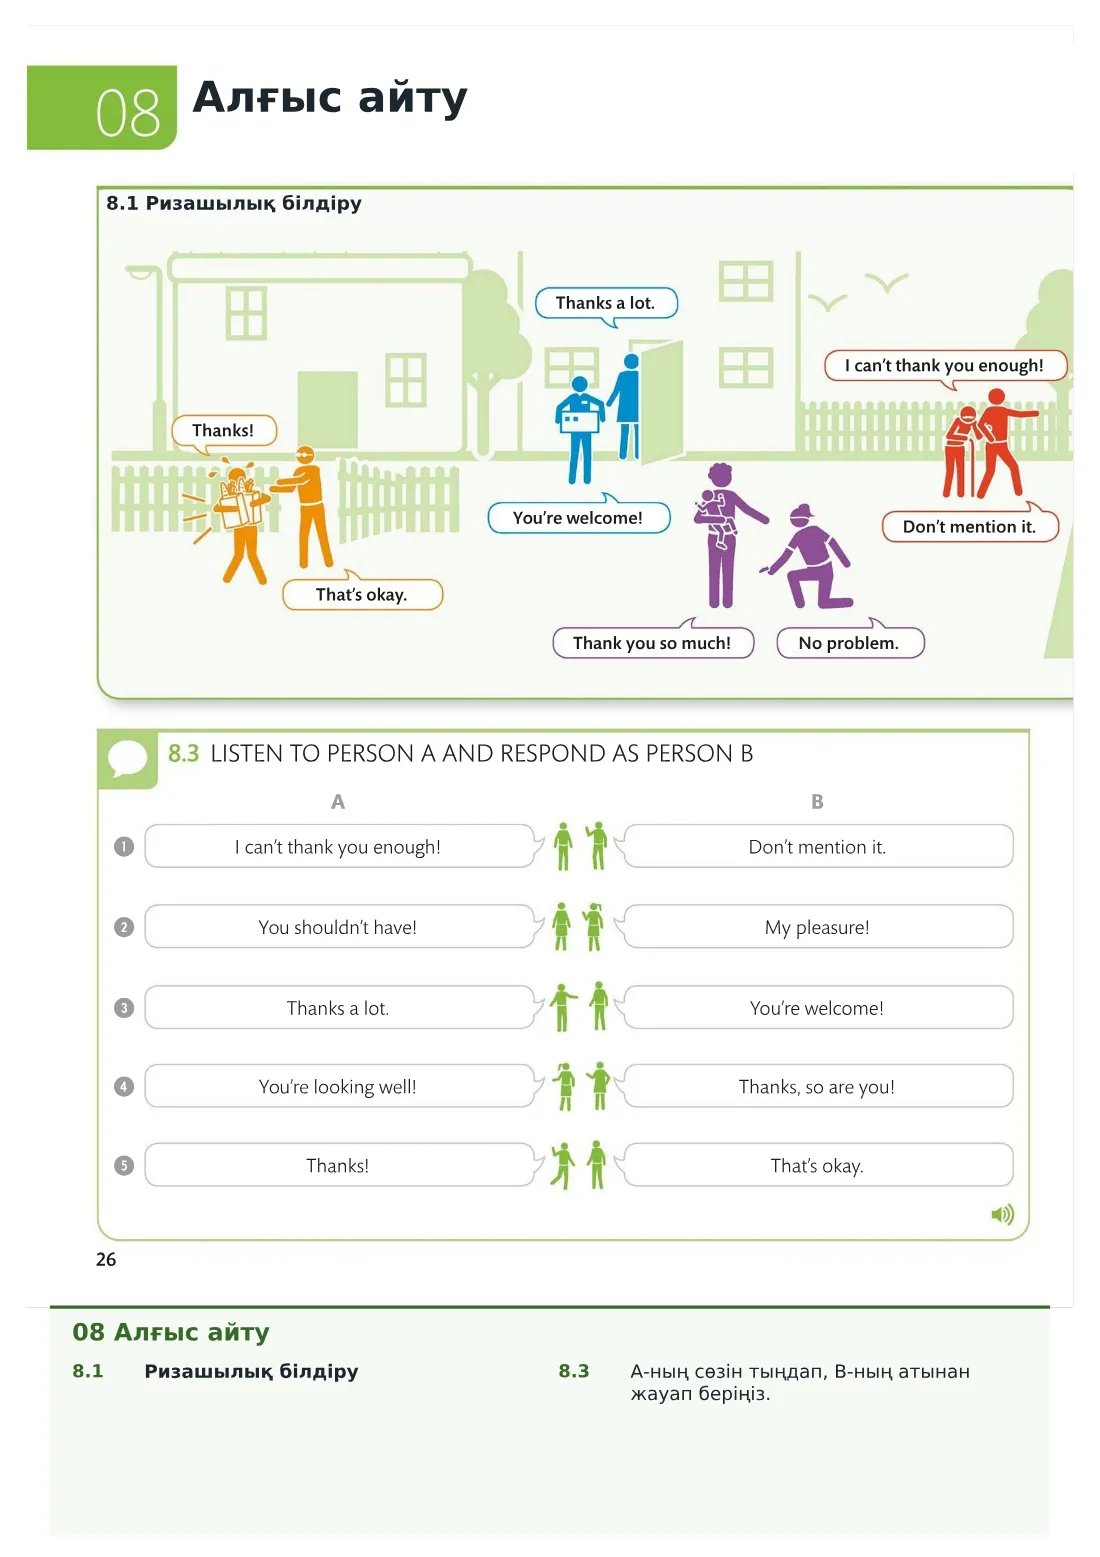 08
Алғыс айту
8.1 Ризашылық білдіру
Thanks a lot.
I can't thank you enough!
Thanks!
You're welcome!
Don't mention it.
That's okay.
Thank you so much!
No problem.
8.3 LISTEN TO PERSON A AND RESPOND AS PERSON B
A
B
1
I can't thank you enough!
Don't mention it.
2
You shouldn't have!
My pleasure!
3
Thanks a lot.
You're welcome!
4
You're looking well!
Thanks, so are you!
5
Thanks!
That's okay.
26
08 Алғыс айту
8.1 Ризашылық білдіру
8.3 А-ның сөзін тыңдап, В-ның атынан
жауап беріңіз.